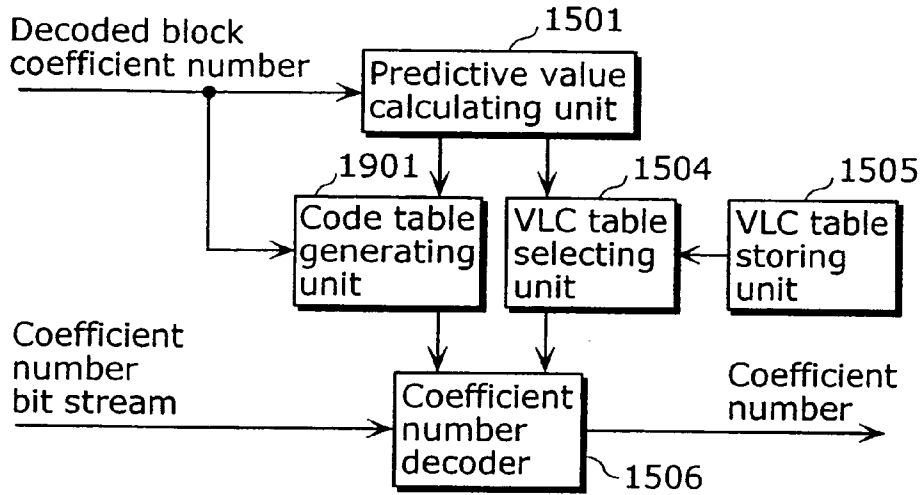 1501
Decoded block
coefficient number
Predictive value
calculating unit
1901
1504
1505
Code table
generating
unit
VLC table
selecting
unit
VLC table
storing
unit
Coefficient
number
bit stream
Coefficient
number
decoder
Coefficient
number
1506